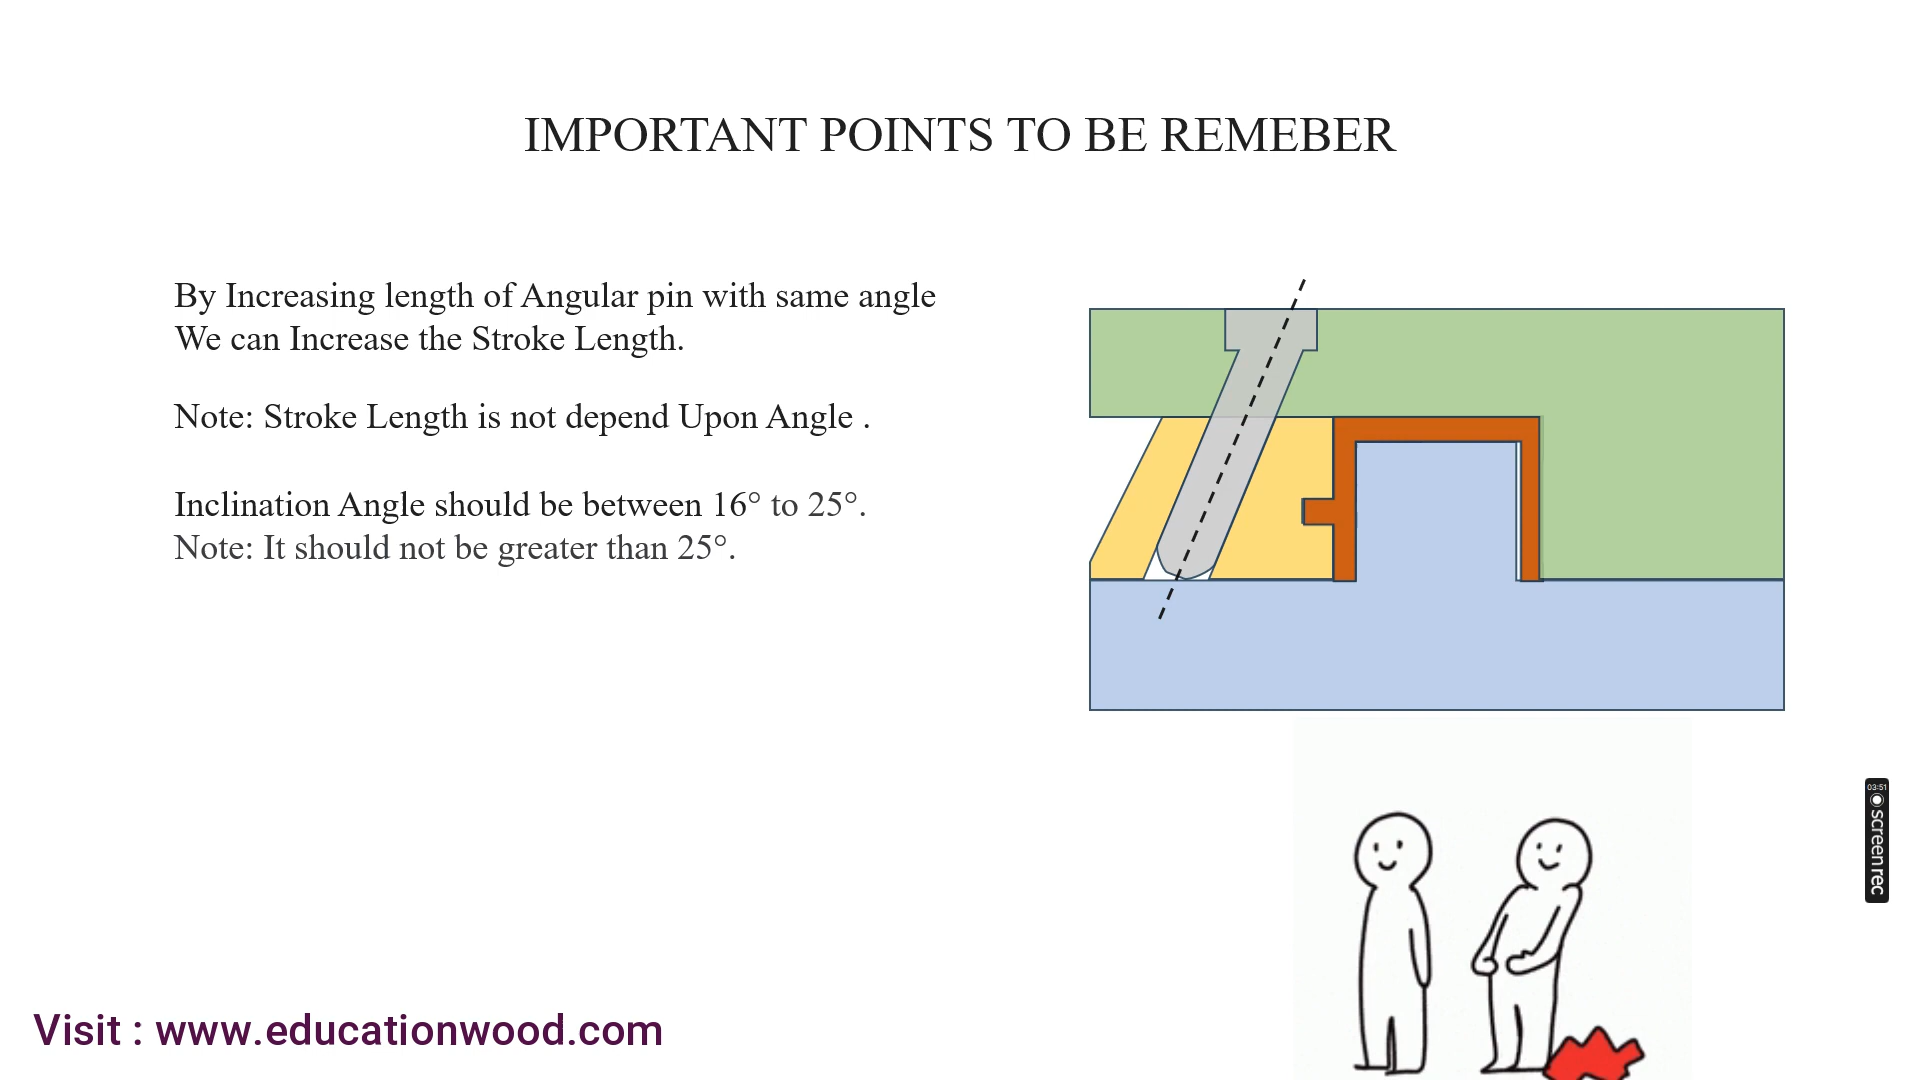 IMPORTANT POINTS TO BE REMEBER
By Increasing length of Angular pin with same angle
We can Increase the Stroke Length.
Note: Stroke Length is not depend Upon Angle .
Inclination Angle should be between 16° to 25°.
Note: It should not be greater than 25°.
03:51
screenrec
Visit : www.educationwood.com